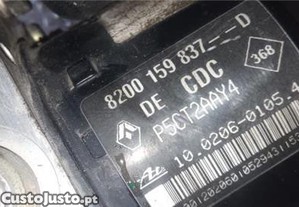 8200 159 837---D
DE CDC
368
P5CT2AAY4
10.0206-0105.4
Custojusto.pt